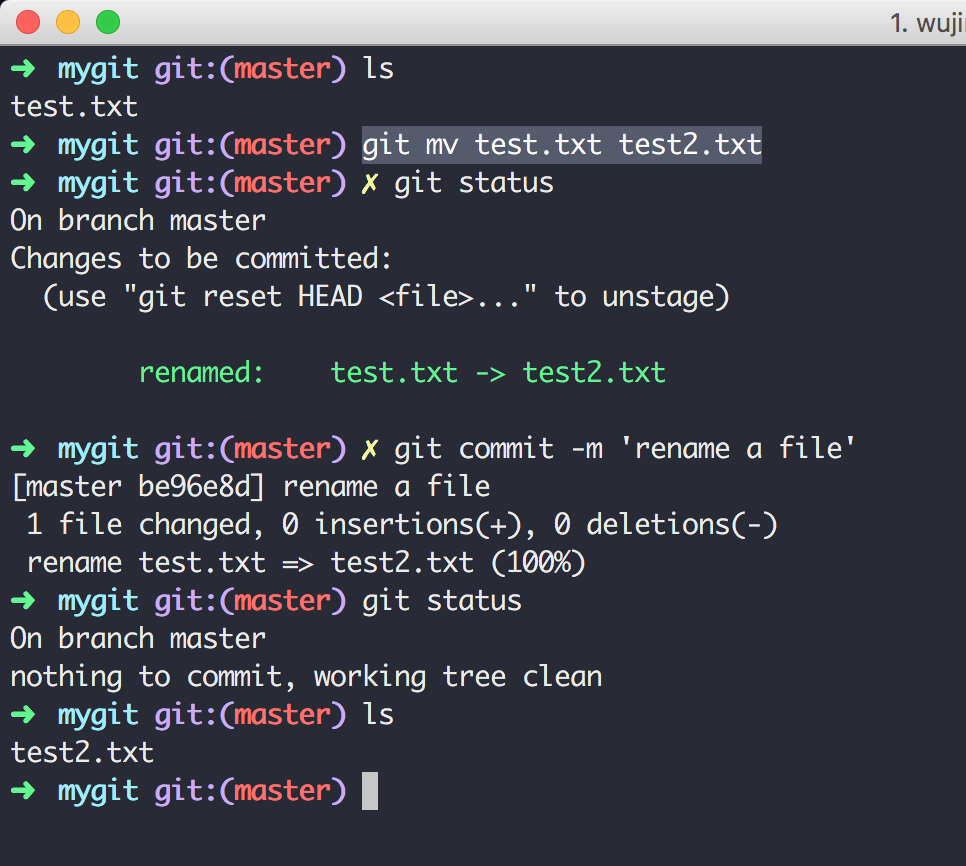 1. wuji
➜ mygit git:(master) ls
test.txt
➜ mygit git:(master) git mv test.txt test2.txt
➜ mygit git:(master) ✗ git status
On branch master
Changes to be committed:
  (use "git reset HEAD <file>..." to unstage)

        renamed:    test.txt -> test2.txt

➜ mygit git:(master) ✗ git commit -m 'rename a file'
[master be96e8d] rename a file
 1 file changed, 0 insertions(+), 0 deletions(-)
 rename test.txt => test2.txt (100%)
➜ mygit git:(master) git status
On branch master
nothing to commit, working tree clean
➜ mygit git:(master) ls
test2.txt
➜ mygit git:(master)